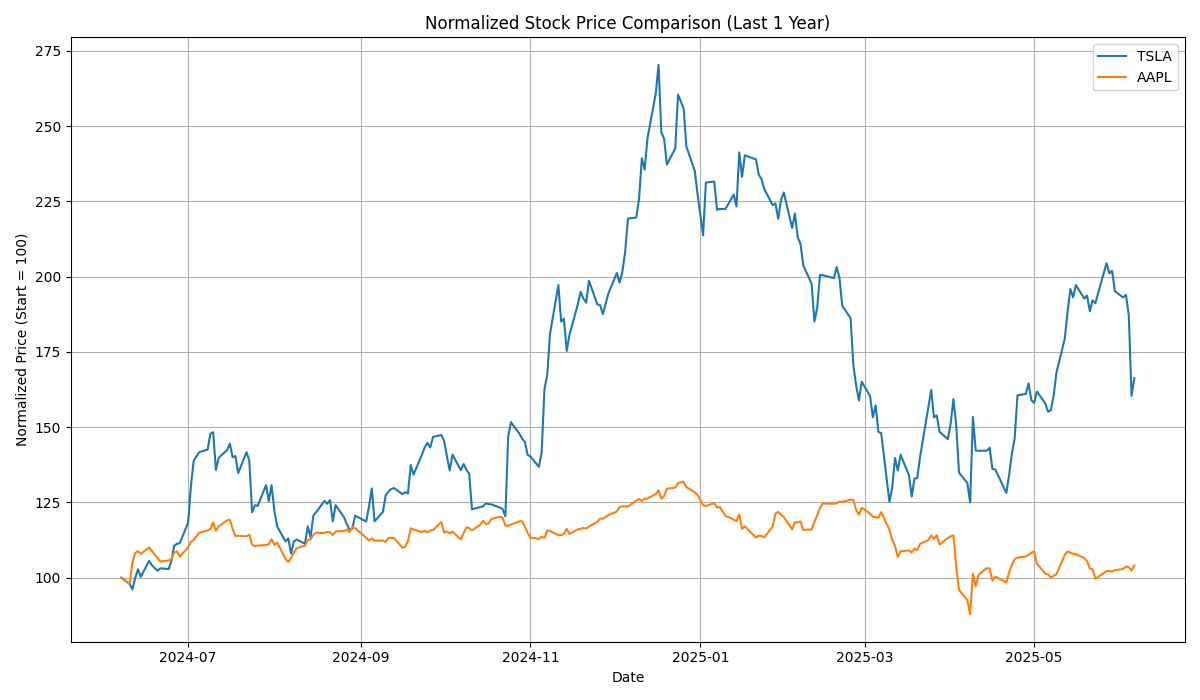 Normalized Stock Price Comparison (Last 1 Year)
TSLA
AAPL
Normalized Price (Start = 100)
275
250
225
200
175
150
125
100
2024-07
2024-09
2024-11
2025-01
2025-03
2025-05
Date